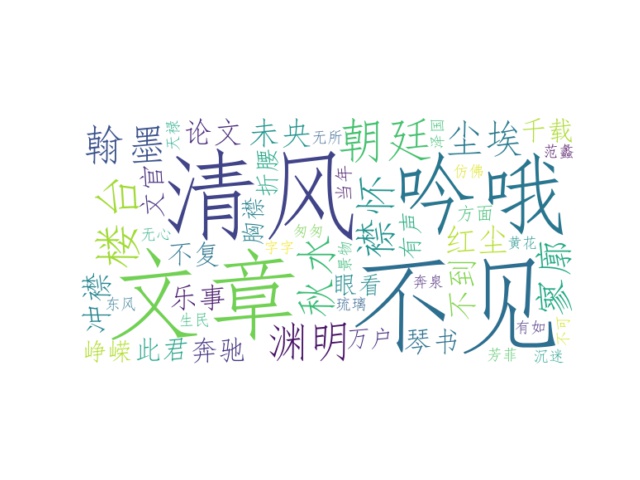 翰墨
天禄
论文
未央
无所
朝廷
济国
尘埃
千载
范蠡
文官
清风
折腰
当年
襟怀
吟哦
仿佛
方面
楼台
胸襟
匆匆
有声
红尘
黄花
无心
不复
字字
秋水
景物
眼看
奔泉
不到
寥廓
冲襟
东风
乐事
文章
生民
琉璃
不见
有如
不可
峥嵘
此君
奔驰
渊明
万户
琴书
芳菲
沉迷